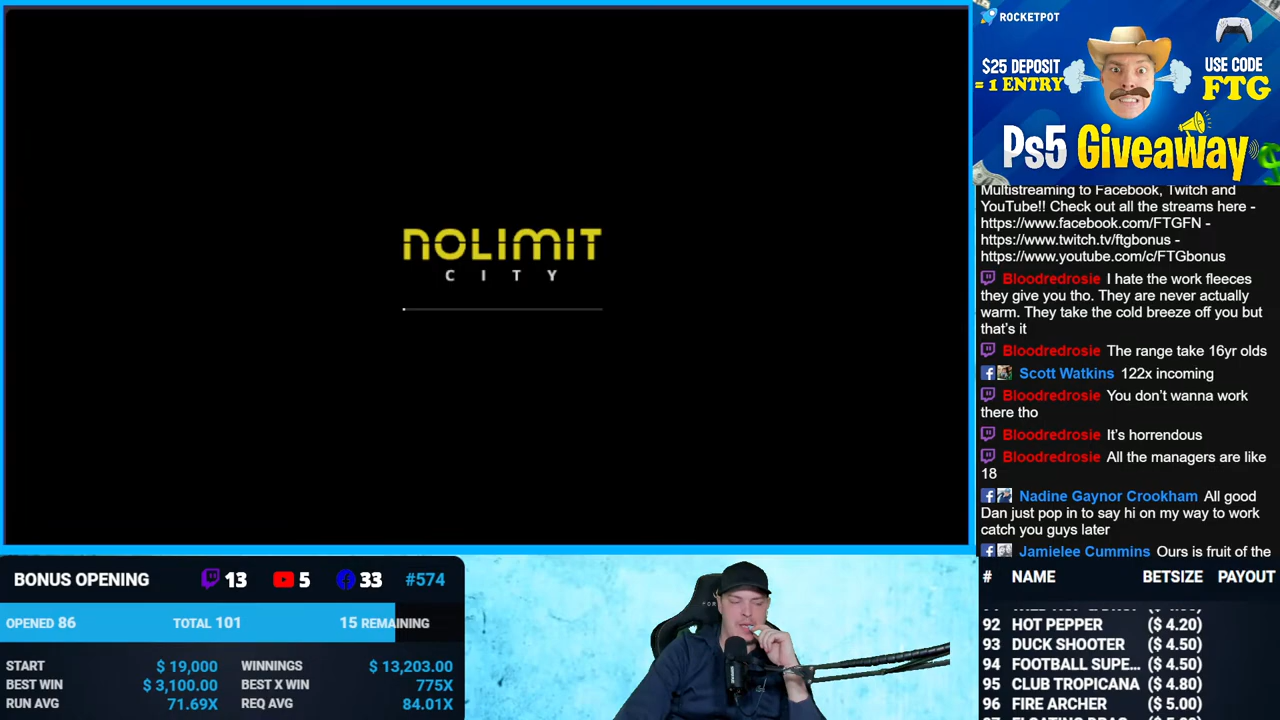 NOLIMIT
CITY
ROCKETPOT
$25 DEPOSIT
= 1 ENTRY
USE CODE
FTG
Ps5 Giveaway
Multistreaming to Facebook, Twitch and
YouTube!! Check out all the streams here -
https://www.facebook.com/FTGFN -
https://www.twitch.tv/ftgbonus -
https://www.youtube.com/c/FTGbonus
Bloodredrosie I hate the work fleeces
they give you tho. They are never actually
warm. They take the cold breeze off you but
that's it
Bloodredrosie The range take 16yr olds
Scott Watkins 122x incoming
Bloodredrosie You don't wanna work
there tho
Bloodredrosie It's horrendous
Bloodredrosie All the managers are like
18
Nadine Gaynor Crookham All good
Dan just pop in to say hi on my way to work
catch you guys later
Jamielee Cummins Ours is fruit of the
BONUS OPENING 13 5 33 #574
OPENED 86 TOTAL 101 15 REMAINING
START $ 19,000 WINNINGS $ 13,203.00
BEST WIN $ 3,100.00 BEST X WIN 775X
RUN AVG 71.69X REQ AVG 84.01X
# NAME BETSIZE PAYOUT
92 HOT PEPPER ($ 4.20)
93 DUCK SHOOTER ($ 4.50)
94 FOOTBALL SUPE... ($ 4.50)
95 CLUB TROPICANA ($ 4.80)
96 FIRE ARCHER ($ 5.00)